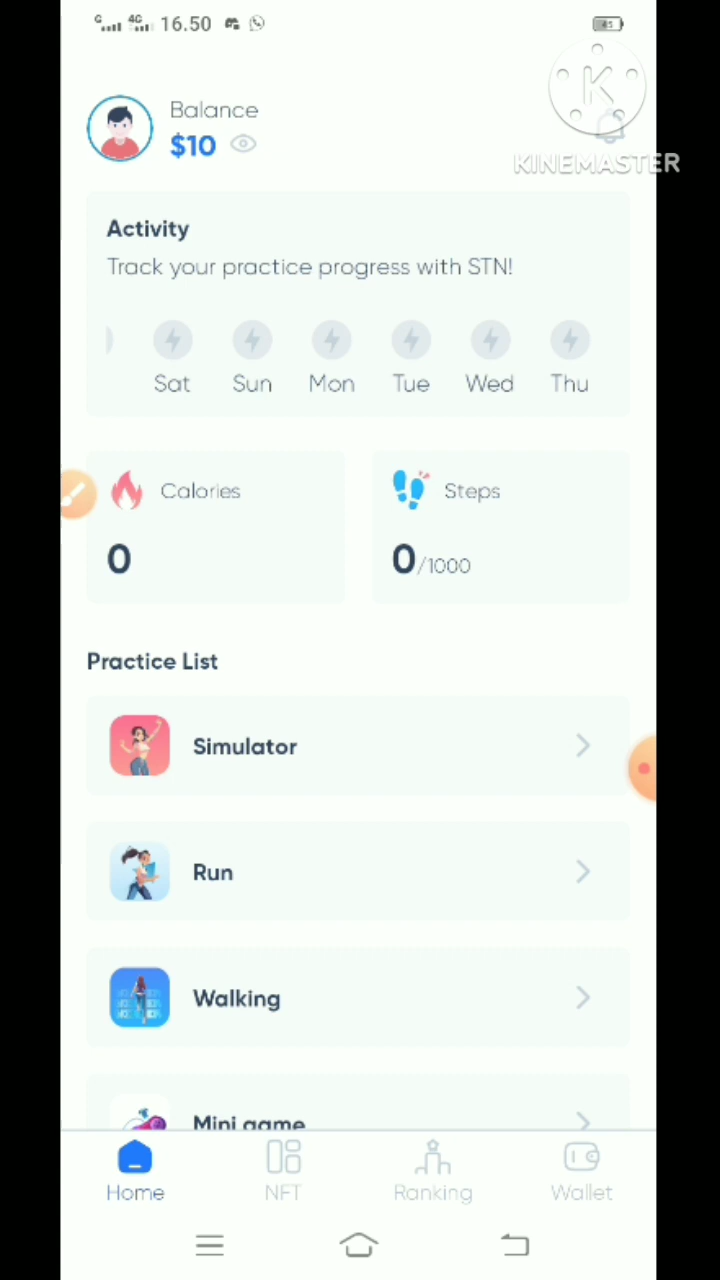 G 4G 16.50
Balance
$10
KINEMASTER
Activity
Track your practice progress with STN!
Sat Sun Mon Tue Wed Thu
Calories
0
Steps
0/1000
Practice List
Simulator
Run
Walking
Mini game
Home NFT Ranking Wallet